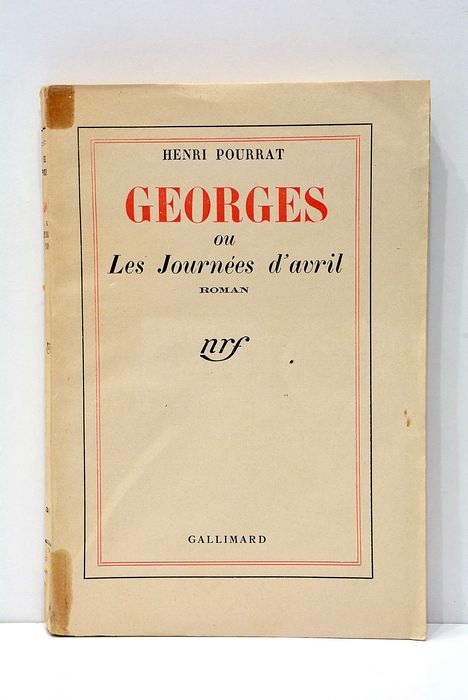 HENRI POURRAT
GEORGES
ou
Les Journées d'avril
ROMAN
nrf
GALLIMARD